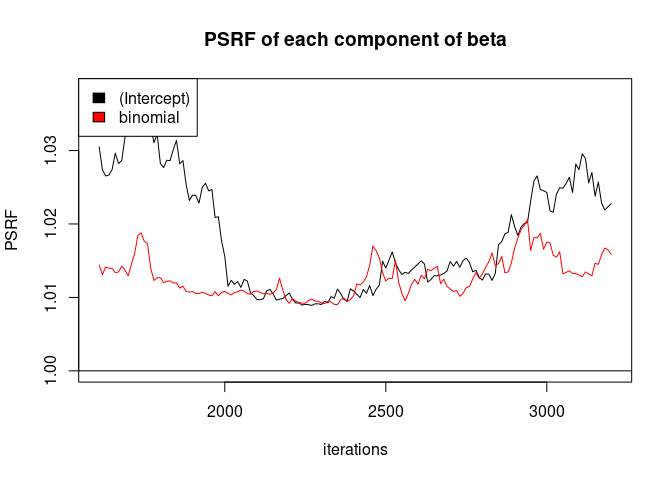 PSRF of each component of beta
(Intercept)
binomial
PSRF
1.03
1.02
1.01
1.00
2000 2500 3000
iterations